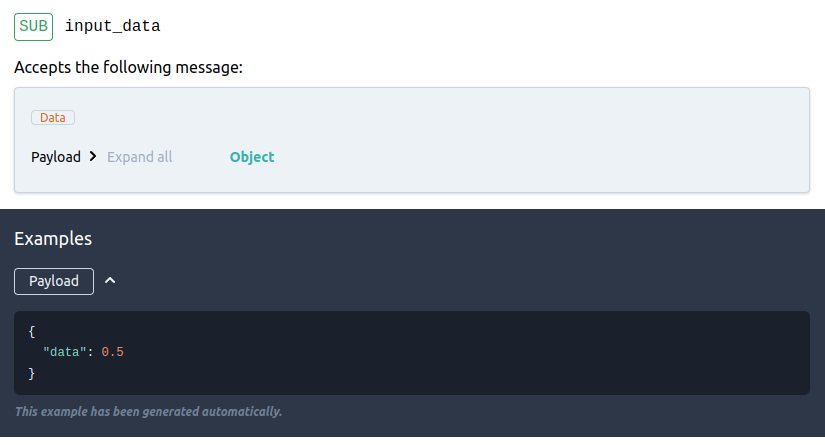 SUB input_data
Accepts the following message:
Data
Payload > Expand all Object
Examples
Payload
{
"data": 0.5
}
This example has been generated automatically.